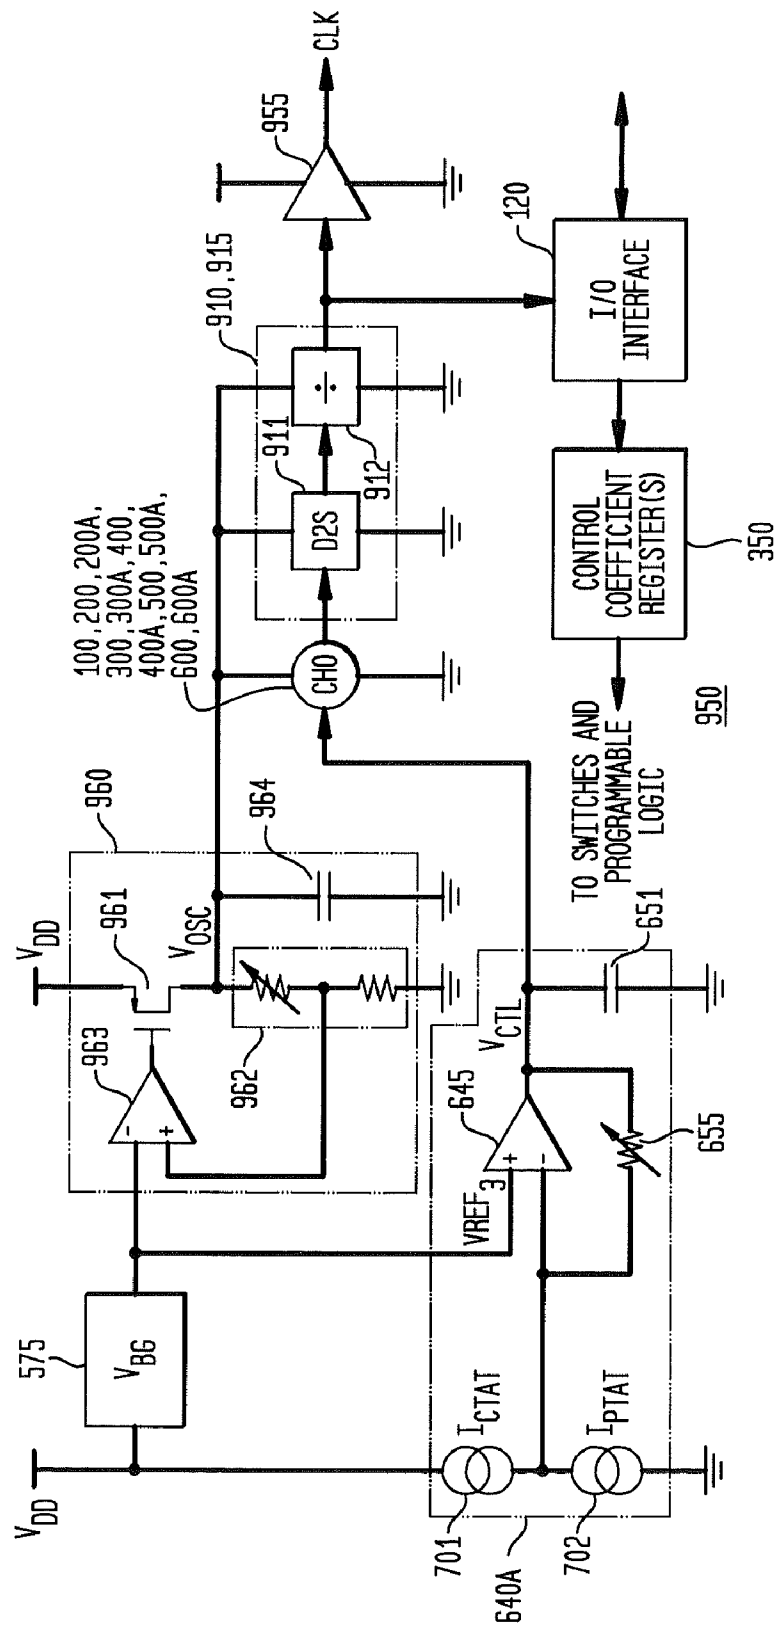 V_DD
575
V_BG
963
V_DD
961
960
-
+
V_OSC
962
964
100,200,200A,
300,300A,400,
400A,500,500A,
600,600A
CHO
910,915
911
D2S
912
÷
955
CLK
640A
701
I_CTAT
702
I_PTAT
VREF_3
645
+
-
V_CTL
655
651
TO SWITCHES AND
PROGRAMMABLE
LOGIC
CONTROL
COEFFICIENT
REGISTER(S)
350
120
I/O
INTERFACE
950